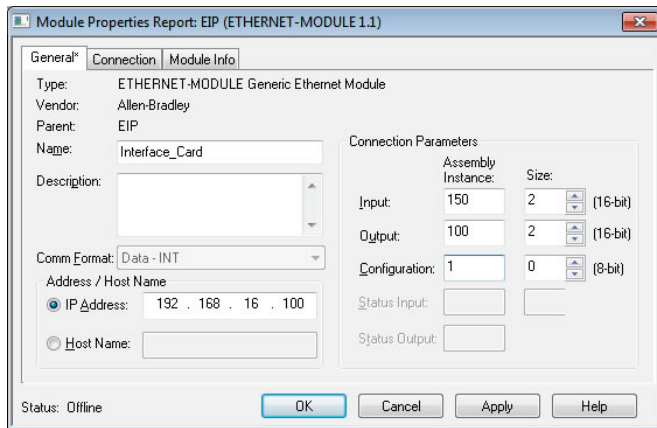 Module Properties Report: EIP (ETHERNET-MODULE 1.1)
General* Connection Module Info
Type: ETHERNET-MODULE Generic Ethernet Module
Vendor: Allen-Bradley
Parent: EIP
Name: Interface_Card
Description:
Comm Format: Data - INT
Address / Host Name
IP Address: 192 . 168 . 16 . 100
Host Name:
Connection Parameters
Assembly Instance: Size:
Input: 150 2 (16-bit)
Output: 100 2 (16-bit)
Configuration: 1 0 (8-bit)
Status Input:
Status Output:
Status: Offline OK Cancel Apply Help